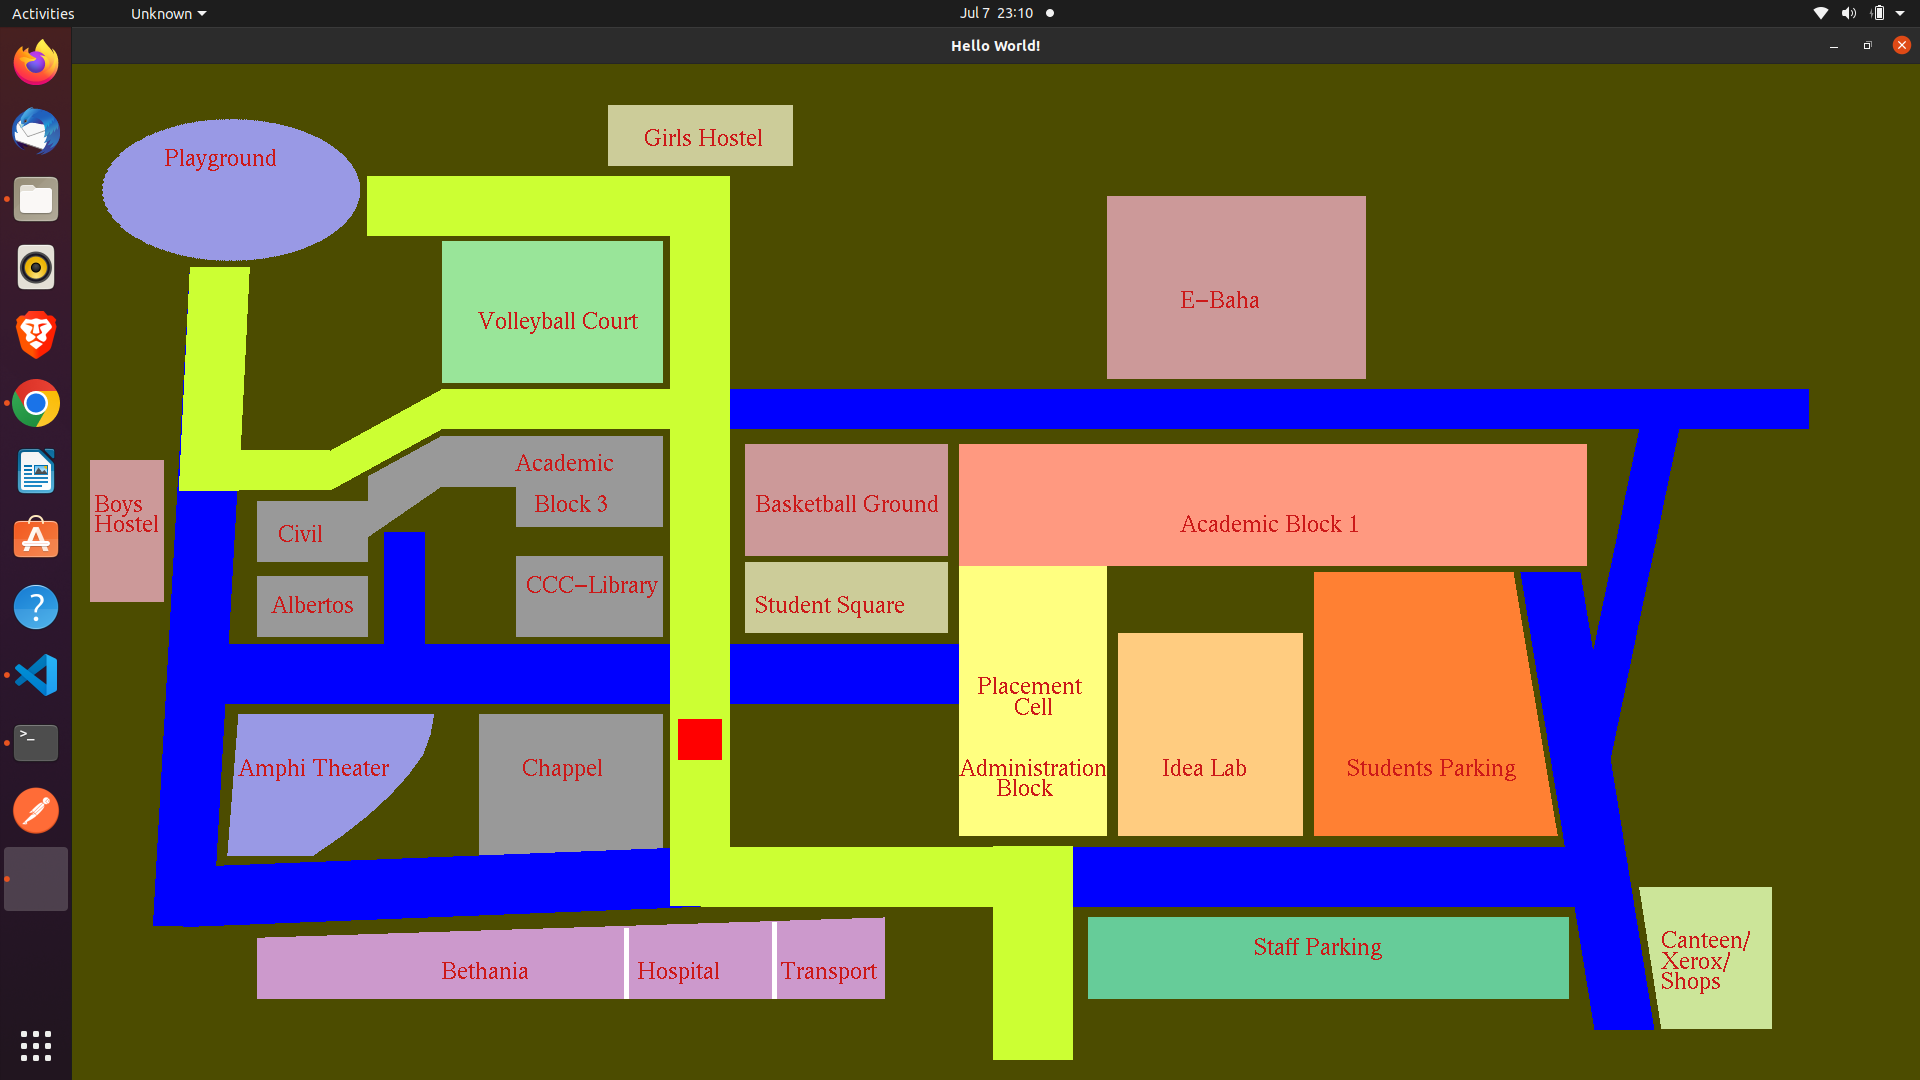 Activities
Unknown
Jul 7 23:10
Hello World!
Girls Hostel
Playground
E-Baha
Volleyball Court
Academic
Block 3
Boys
Hostel
Civil
Basketball Ground
Academic Block 1
CCC-Library
Albertos
Student Square
Placement
Cell
Amphi Theater
Chappel
Administration
Block
Idea Lab
Students Parking
Staff Parking
Canteen/
Xerox/
Shops
Bethania
Hospital
Transport